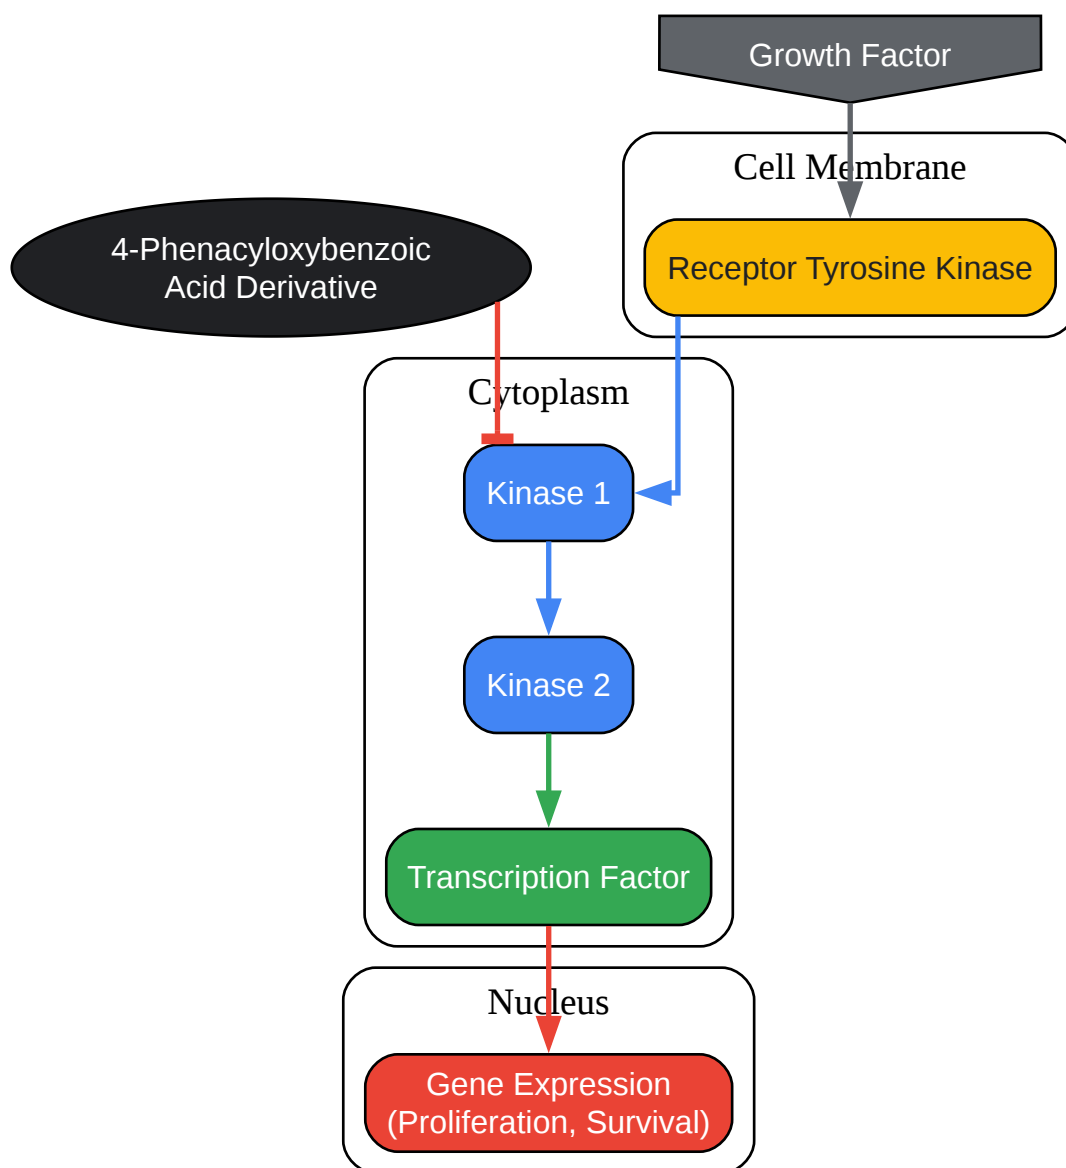 Growth Factor
Cell Membrane
Receptor Tyrosine Kinase
4-Phenacyloxybenzoic
Acid Derivative
Cytoplasm
Kinase 1
Kinase 2
Transcription Factor
Nucleus
Gene Expression
(Proliferation, Survival)